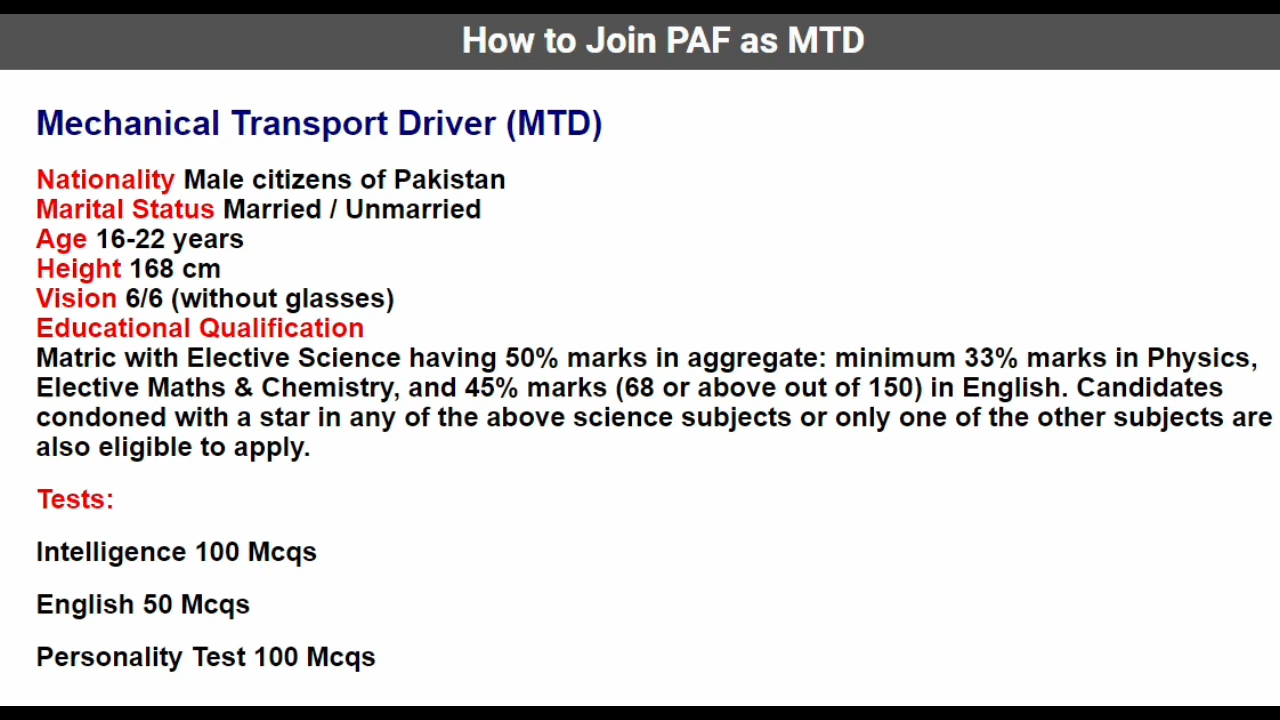 How to Join PAF as MTD
Mechanical Transport Driver (MTD)
Nationality Male citizens of Pakistan
Marital Status Married / Unmarried
Age 16-22 years
Height 168 cm
Vision 6/6 (without glasses)
Educational Qualification
Matric with Elective Science having 50% marks in aggregate: minimum 33% marks in Physics,
Elective Maths & Chemistry, and 45% marks (68 or above out of 150) in English. Candidates
condoned with a star in any of the above science subjects or only one of the other subjects are
also eligible to apply.
Tests:
Intelligence 100 Mcqs
English 50 Mcqs
Personality Test 100 Mcqs